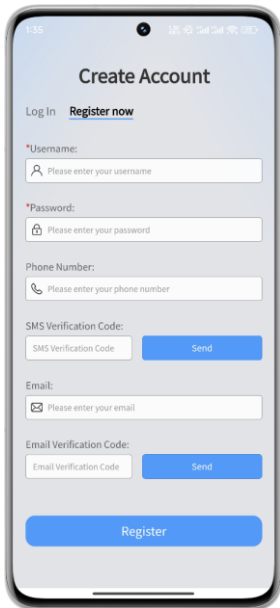 1:35
Create Account
Log In Register now
*Username:
Please enter your username
*Password:
Please enter your password
Phone Number:
Please enter your phone number
SMS Verification Code:
SMS Verification Code Send
Email:
Please enter your email
Email Verification Code:
Email Verification Code Send
Register